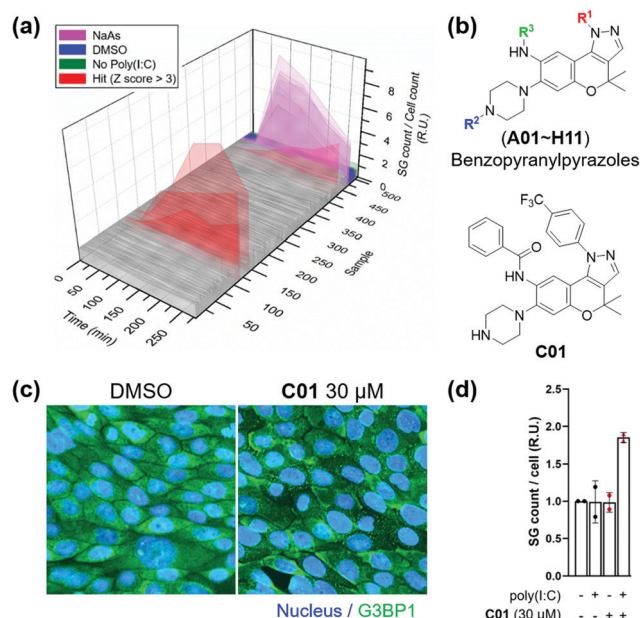 (a)
NaAs
DMSO
No Poly(I:C)
Hit (Z score > 3)
8
6
4
2
0
SG count / Cell count
(R.U.)
0
50
100
150
200
250
Time (min)
50
100
150
200
250
300
350
400
450
500
Sample
(b)
R¹
R³
HN
N
N
N
O
N
R²
(A01~H11)
Benzopyranylpyrazoles
F₃C
O
N
N
HN
N
O
HN
C01
(c)
DMSO
C01 30 μM
Nucleus / G3BP1
(d)
SG count / cell (R.U.)
2.5
2.0
1.5
1.0
0.5
0.0
poly(I:C) - + - +
C01 (30 μM) - - + +